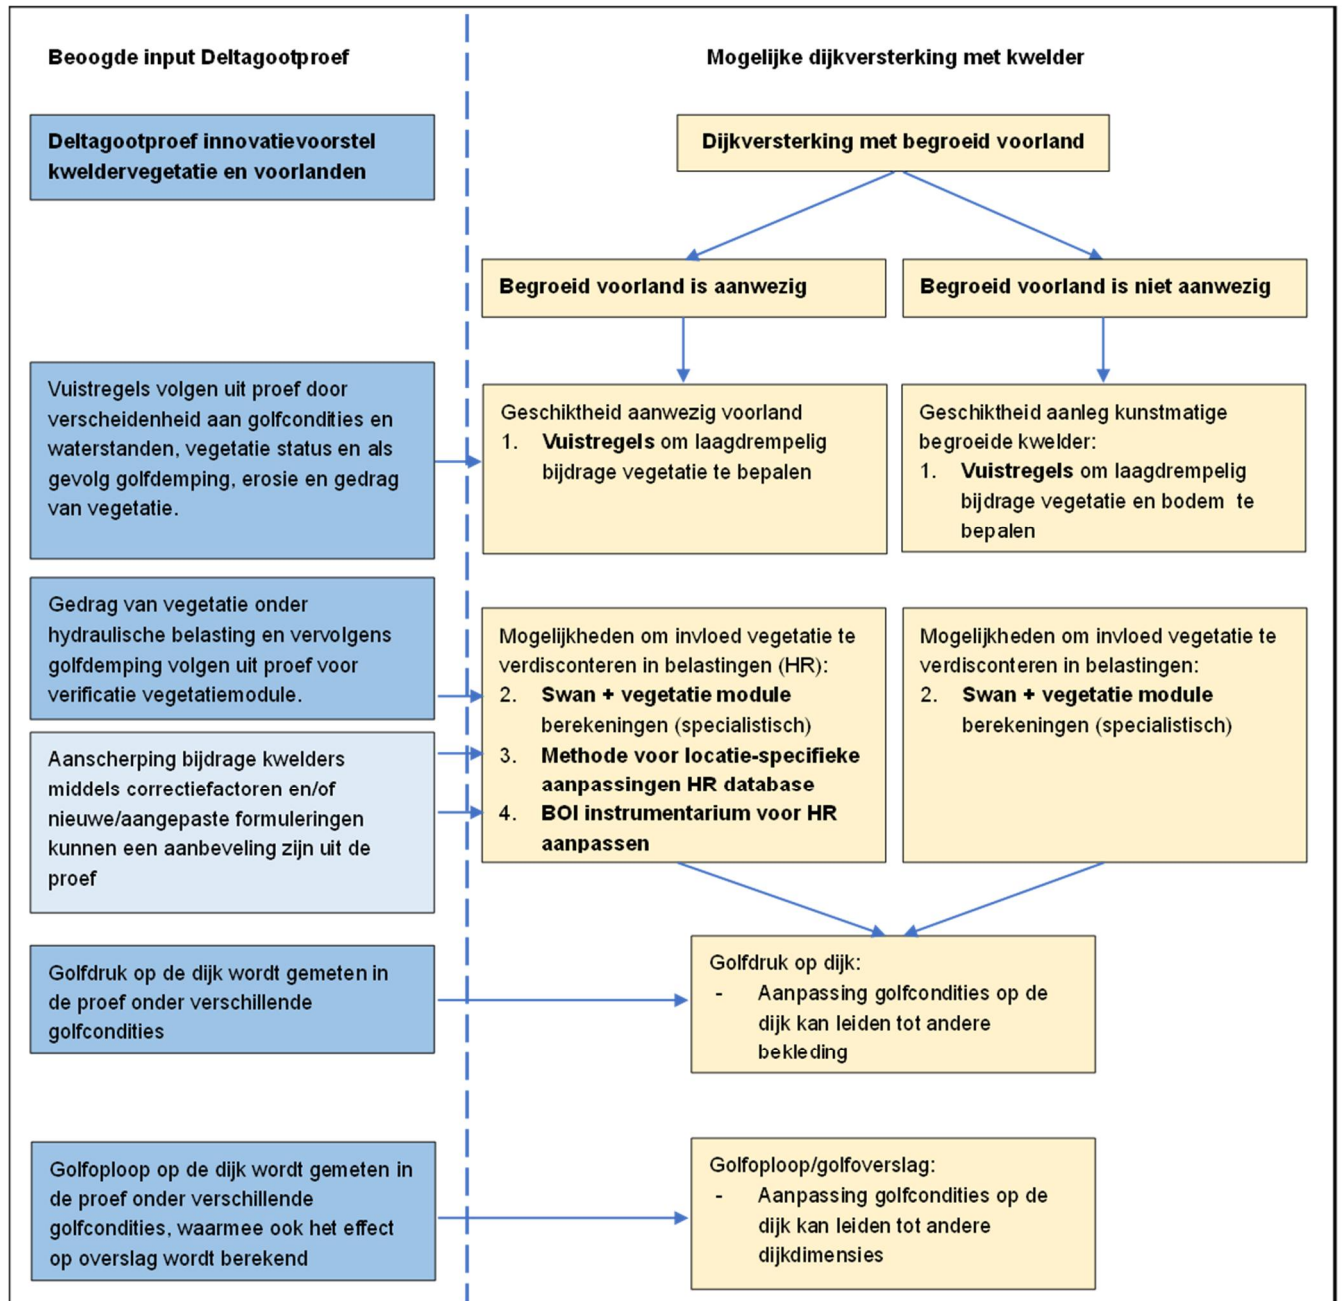 Beoogde input Deltagootproef
Mogelijke dijkversterking met kwelder
Deltagootproef innovatievoorstel
kweldervegetatie en voorlanden
Dijkversterking met begroeid voorland
Begroeid voorland is aanwezig
Begroeid voorland is niet aanwezig
Vuistregels volgen uit proef door
verscheidenheid aan golfcondities en
waterstanden, vegetatie status en als
gevolg golfdemping, erosie en gedrag
van vegetatie.
Geschiktheid aanwezig voorland
1. Vuistregels om laagdrempelig
bijdrage vegetatie te bepalen
Geschiktheid aanleg kunstmatige
begroeide kwelder:
1. Vuistregels om laagdrempelig
bijdrage vegetatie en bodem te
bepalen
Gedrag van vegetatie onder
hydraulische belasting en vervolgens
golfdemping volgen uit proef voor
verificatie vegetatiemodule.
Aanscherping bijdrage kwelders
middels correctiefactoren en/of
nieuwe/aangepaste formuleringen
kunnen een aanbeveling zijn uit de
proef
Mogelijkheden om invloed vegetatie te
verdisconteren in belastingen (HR):
2. Swan + vegetatie module
berekeningen (specialistisch)
3. Methode voor locatie-specifieke
aanpassingen HR database
4. BOI instrumentarium voor HR
aanpassen
Mogelijkheden om invloed vegetatie te
verdisconteren in belastingen:
2. Swan + vegetatie module
berekeningen (specialistisch)
Golfdruk op de dijk wordt gemeten in
de proef onder verschillende
golfcondities
Golfdruk op dijk:
- Aanpassing golfcondities op de
dijk kan leiden tot andere
bekleding
Golfoploop op de dijk wordt gemeten in
de proef onder verschillende
golfcondities, waarmee ook het effect
op overslag wordt berekend
Golfoploop/golfoverslag:
- Aanpassing golfcondities op de
dijk kan leiden tot andere
dijkdimensies